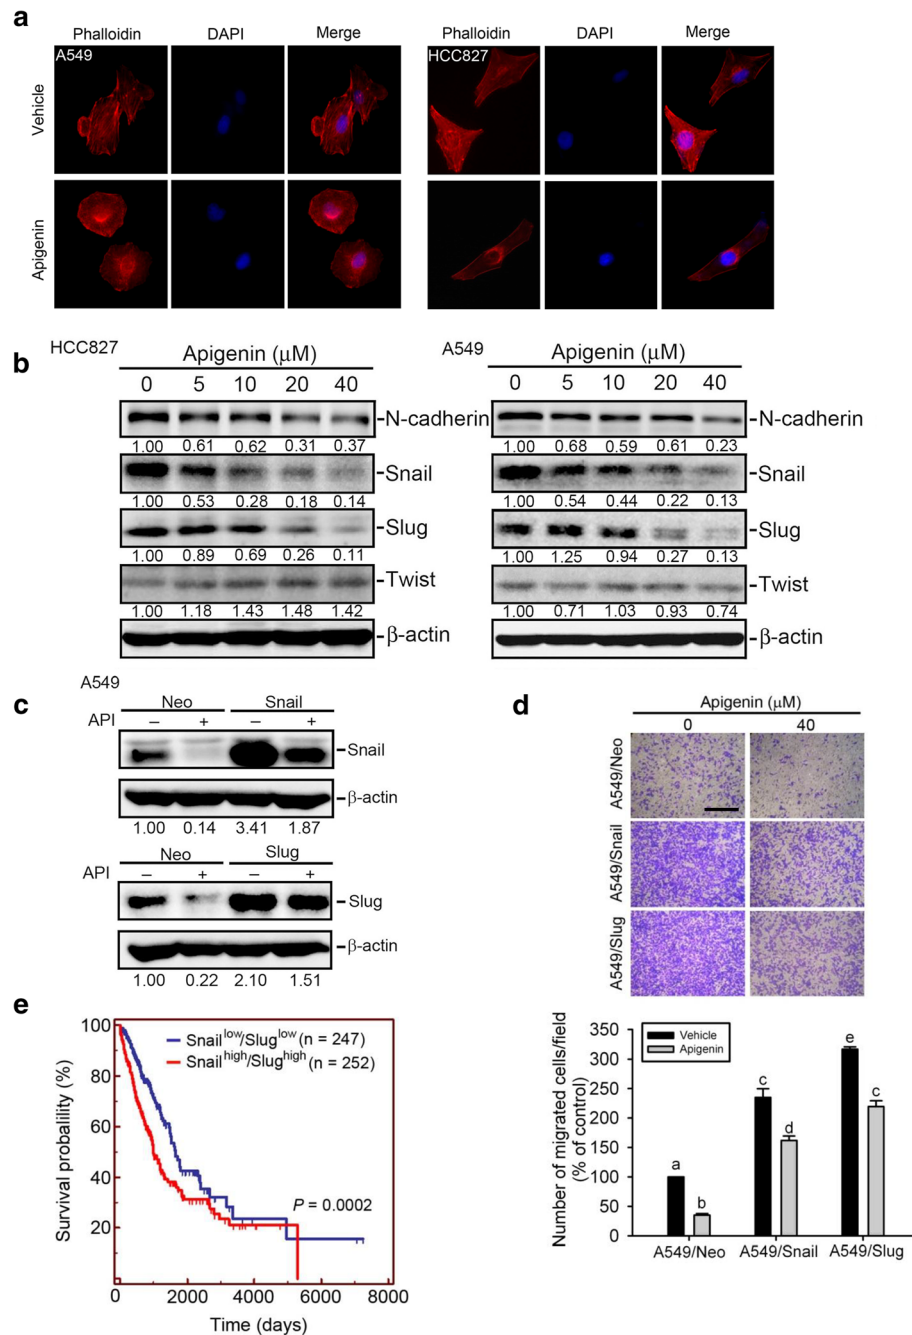 a
Phalloidin DAPI Merge Phalloidin DAPI Merge
A549 HCC827
Vehicle
Apigenin
b
HCC827 Apigenin (μM)
0 5 10 20 40
N-cadherin
1.00 0.61 0.62 0.31 0.37
Snail
1.00 0.53 0.28 0.18 0.14
Slug
1.00 0.89 0.69 0.26 0.11
Twist
1.00 1.18 1.43 1.48 1.42
β-actin
A549 Apigenin (μM)
0 5 10 20 40
N-cadherin
1.00 0.68 0.59 0.61 0.23
Snail
1.00 0.54 0.44 0.22 0.13
Slug
1.00 1.25 0.94 0.27 0.13
Twist
1.00 0.71 1.03 0.93 0.74
β-actin
c
A549
Neo Snail
API – + – +
Snail
β-actin
1.00 0.14 3.41 1.87
Neo Slug
API – + – +
Slug
β-actin
1.00 0.22 2.10 1.51
d
Apigenin (μM)
0 40
A549/Neo
A549/Snail
A549/Slug
Number of migrated cells/field
(% of control)
350
300
250
200
150
100
50
0
Vehicle
Apigenin
a b c d e c
A549/Neo A549/Snail A549/Slug
e
Survival probalility (%)
100
80
60
40
20
Snail low/Slug low (n = 247)
Snail high/Slug high (n = 252)
P = 0.0002
0 2000 4000 6000 8000
Time (days)